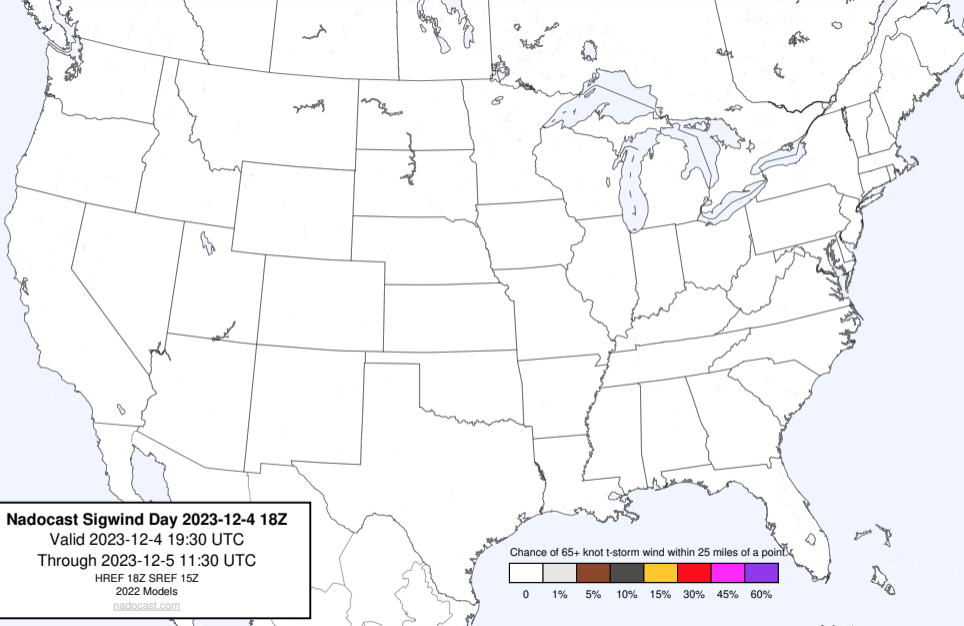 Nadocast Sigwind Day 2023-12-4 18Z
Valid 2023-12-4 19:30 UTC
Through 2023-12-5 11:30 UTC
HREF 18Z SREF 15Z
2022 Models
nadocast.com
Chance of 65+ knot t-storm wind within 25 miles of a point.
0 1% 5% 10% 15% 30% 45% 60%